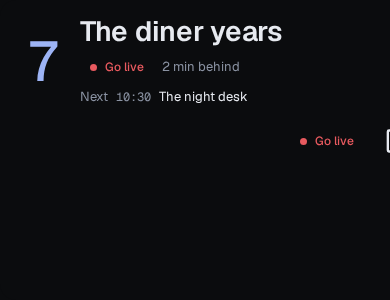 7
The diner years
Go live 2 min behind
Next 10:30 The night desk
Go live